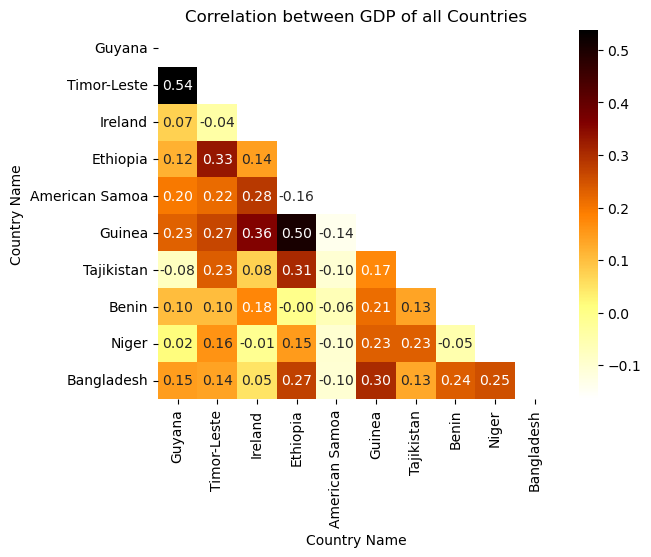 Correlation between GDP of all Countries
Guyana
Timor-Leste 0.54
Ireland 0.07 -0.04
Ethiopia 0.12 0.33 0.14
American Samoa 0.20 0.22 0.28 -0.16
Guinea 0.23 0.27 0.36 0.50 -0.14
Tajikistan -0.08 0.23 0.08 0.31 -0.10 0.17
Benin 0.10 0.10 0.18 -0.00 -0.06 0.21 0.13
Niger 0.02 0.16 -0.01 0.15 -0.10 0.23 0.23 -0.05
Bangladesh 0.15 0.14 0.05 0.27 -0.10 0.30 0.13 0.24 0.25
Country Name
Guyana
Timor-Leste
Ireland
Ethiopia
American Samoa
Guinea
Tajikistan
Benin
Niger
Bangladesh
Country Name
0.5
0.4
0.3
0.2
0.1
0.0
−0.1